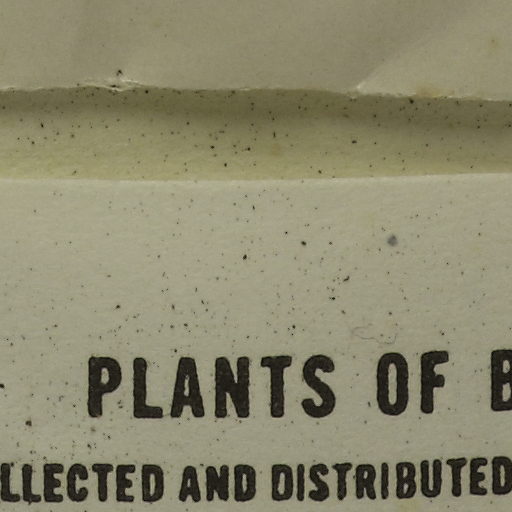 PLANTS OF B
LLECTED AND DISTRIBUTED